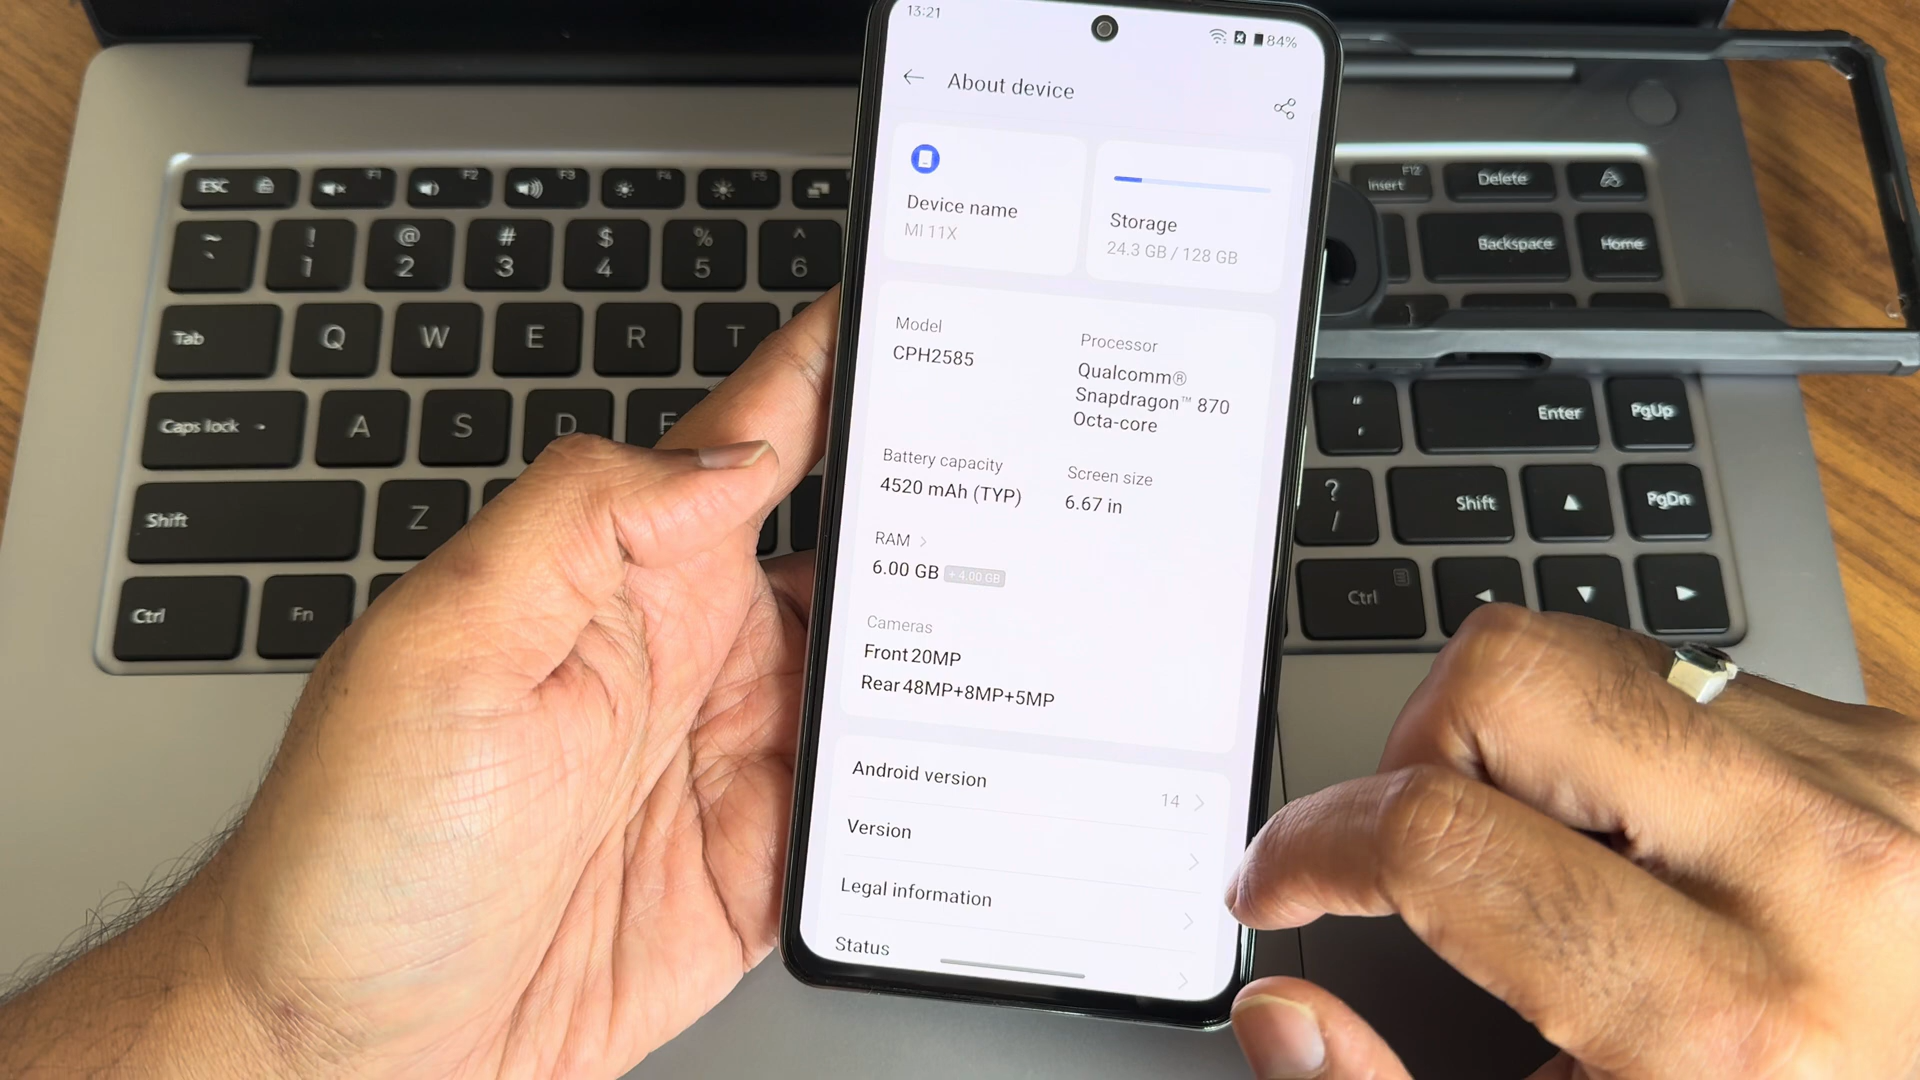 13:21
84%
About device
Device name
MI 11X
Storage
24.3 GB / 128 GB
Model
CPH2585
Processor
Qualcomm®
Snapdragon™ 870
Octa-core
Battery capacity
4520 mAh (TYP)
Screen size
6.67 in
RAM
6.00 GB + 4.00 GB
Cameras
Front 20MP
Rear 48MP+8MP+5MP
Android version
14
Version
Legal information
Status
ESC F1 F2 F3 F4 F5
~ ! @ # $ % ^
` 1 2 3 4 5 6
Tab Q W E R T
Caps lock A S D F
Shift Z
Ctrl Fn
F12
Insert Delete
Backspace Home
" Enter PgUp
'
? Shift PgDn
/
Ctrl